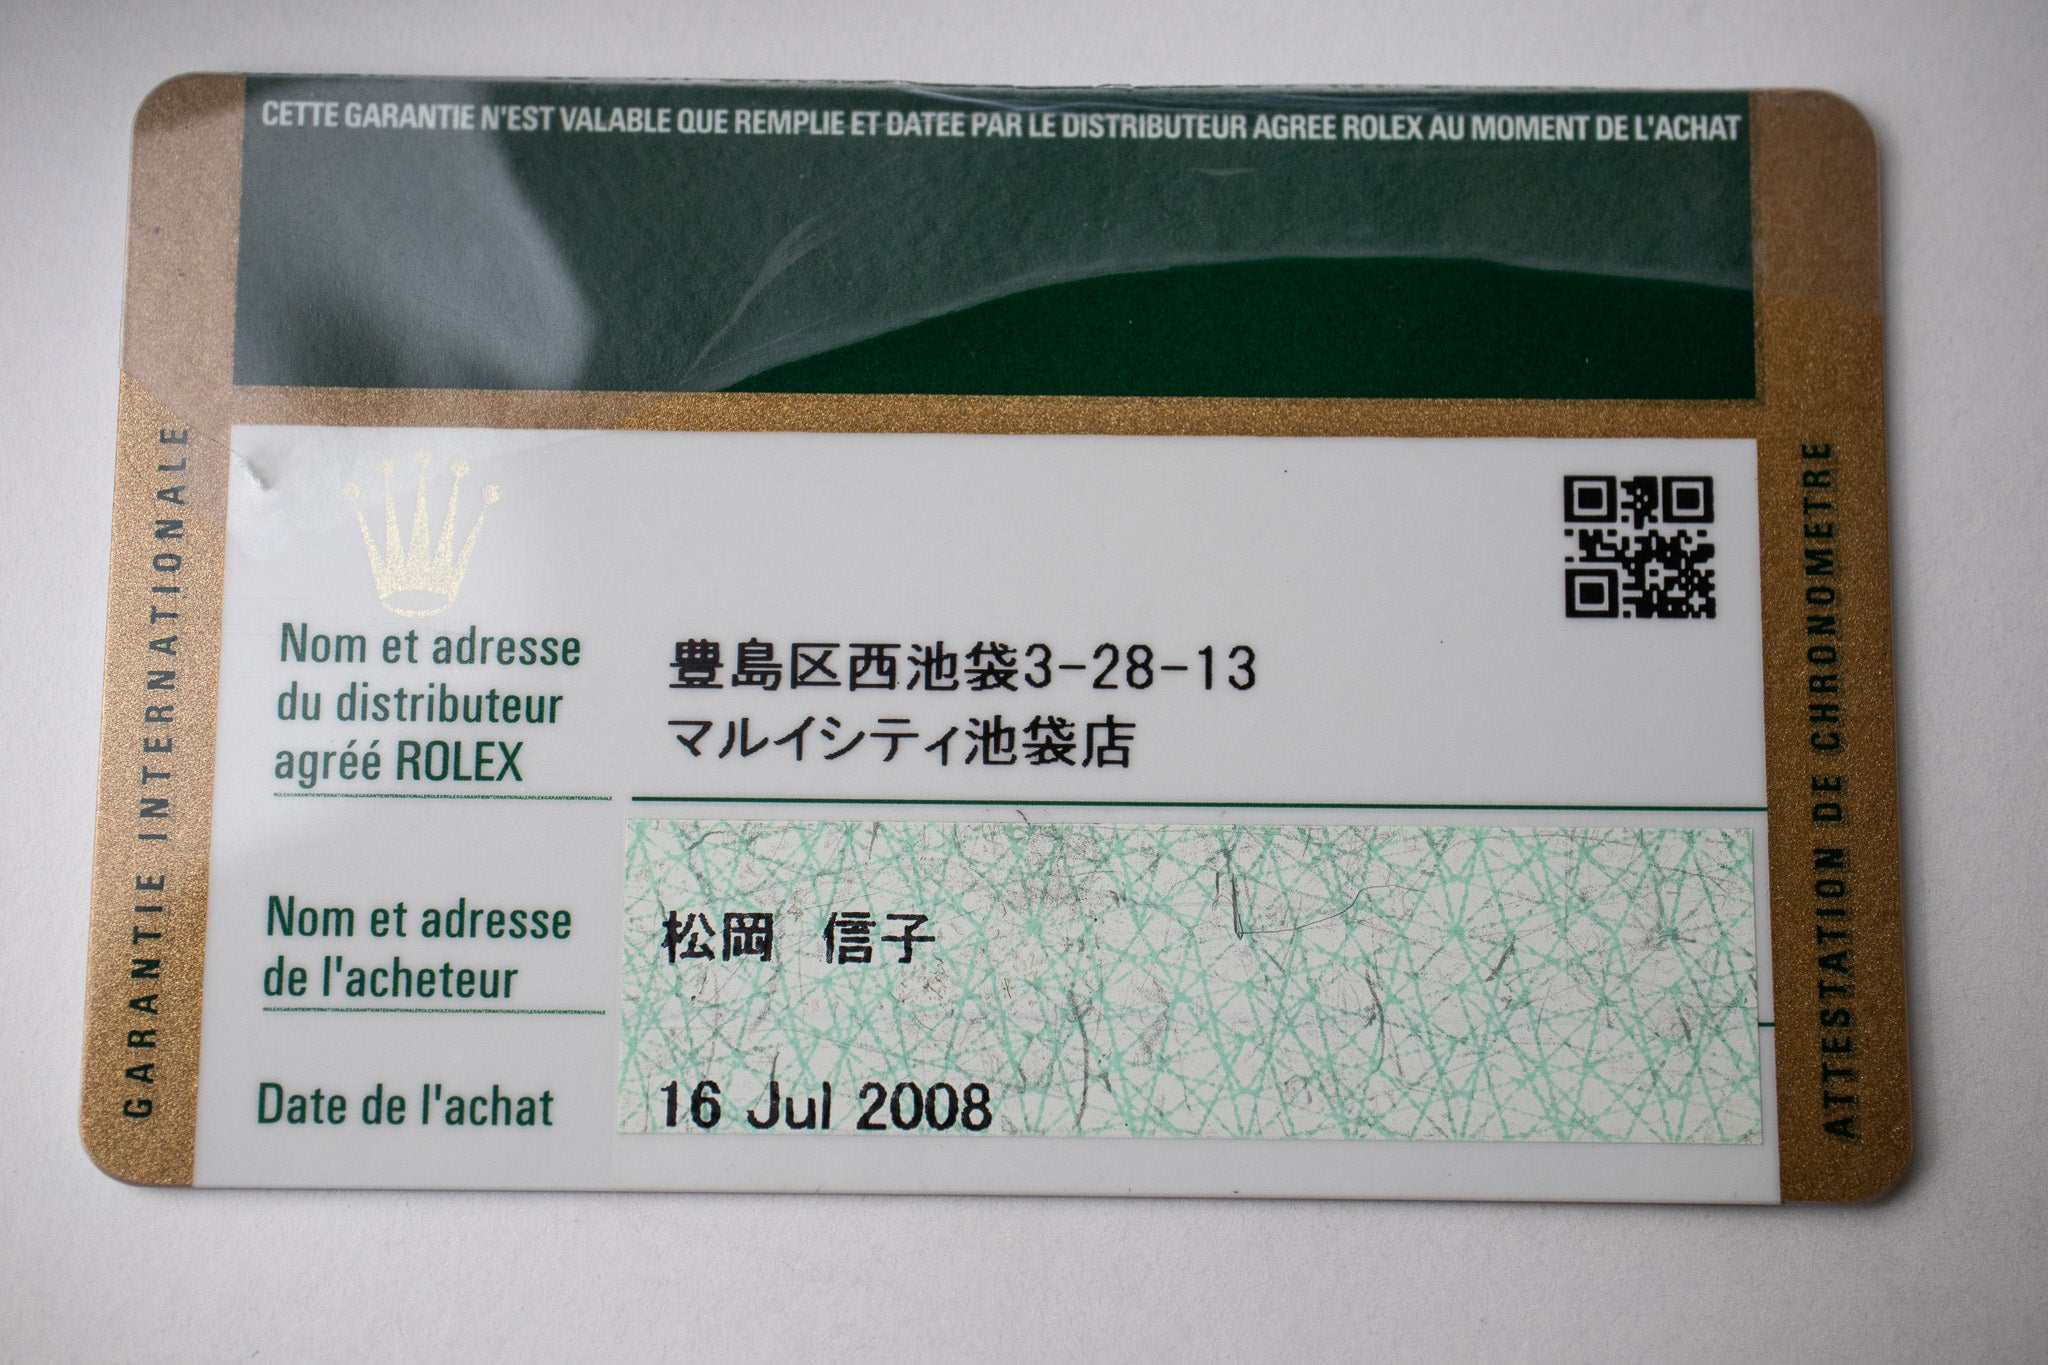 CETTE GARANTIE N'EST VALABLE QUE REMPLIE ET DATEE PAR LE DISTRIBUTEUR AGREE ROLEX AU MOMENT DE L'ACHAT
GARANTIE INTERNATIONALE
Nom et adresse
du distributeur
agréé ROLEX
豊島区西池袋3-28-13
マルイシティ池袋店
Nom et adresse
de l'acheteur
松岡 信子
Date de l'achat
16 Jul 2008
ATTESTATION DE CHRONOMETRE